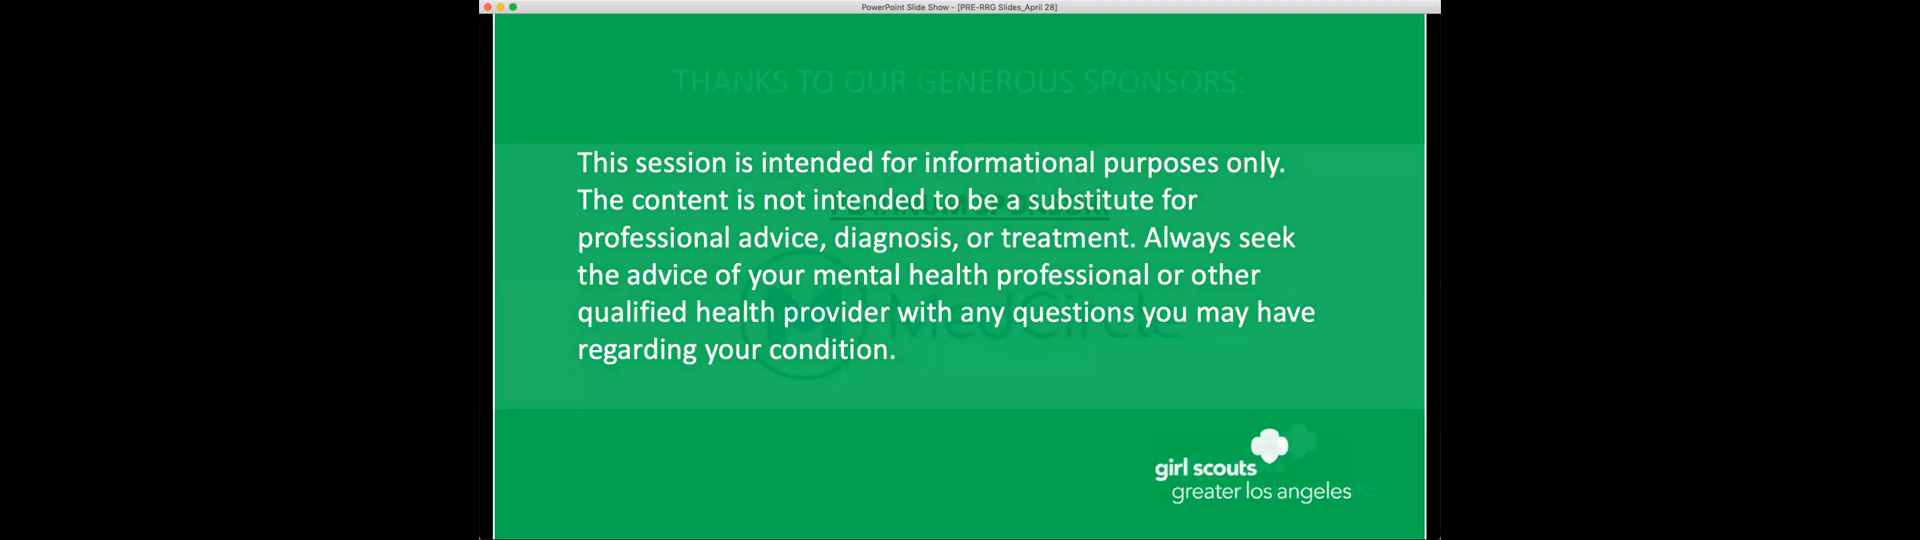 PowerPoint Slide Show - [PRE-RRG Slides_April 28]
THANKS TO OUR GENEROUS SPONSORS:
This session is intended for informational purposes only.
The content is not intended to be a substitute for
PLATINUM SPONSOR:
professional advice, diagnosis, or treatment. Always seek
the advice of your mental health professional or other
qualified health provider with any questions you may have
MedCircle
regarding your condition.
girl scouts
greater los angeles